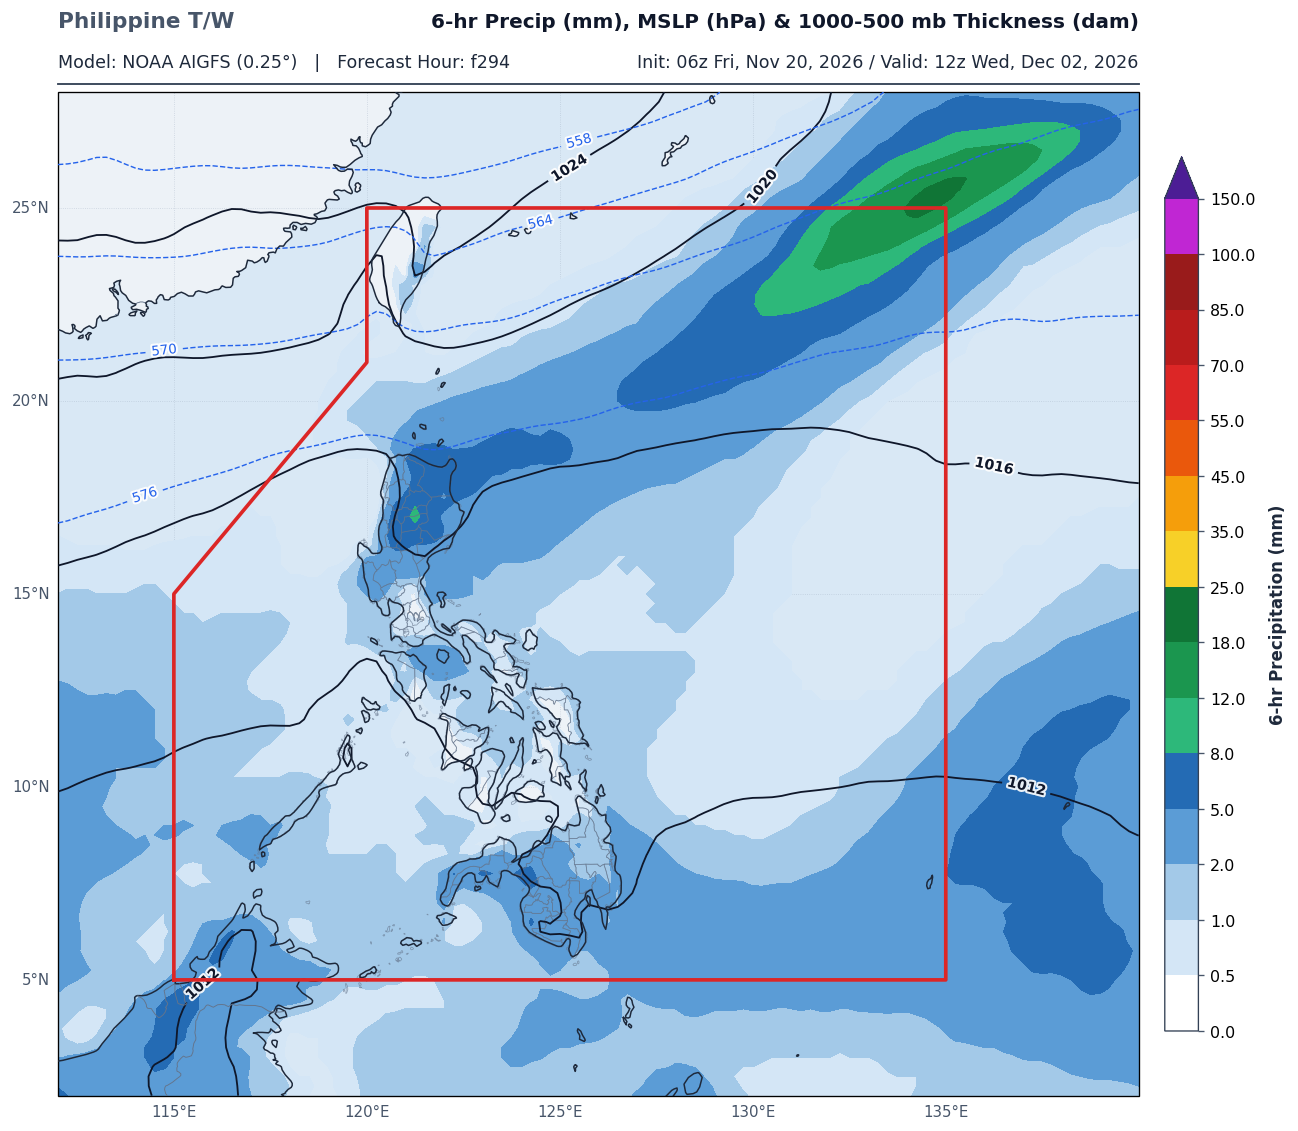 Philippine T/W
6-hr Precip (mm), MSLP (hPa) & 1000-500 mb Thickness (dam)
Model: NOAA AIGFS (0.25°) | Forecast Hour: f294
Init: 06z Fri, Nov 20, 2026 / Valid: 12z Wed, Dec 02, 2026
25°N
20°N
15°N
10°N
5°N
115°E
120°E
125°E
130°E
135°E
558
1024
1020
564
570
576
1016
1012
1012
150.0
100.0
85.0
70.0
55.0
45.0
35.0
25.0
18.0
12.0
8.0
5.0
2.0
1.0
0.5
0.0
6-hr Precipitation (mm)